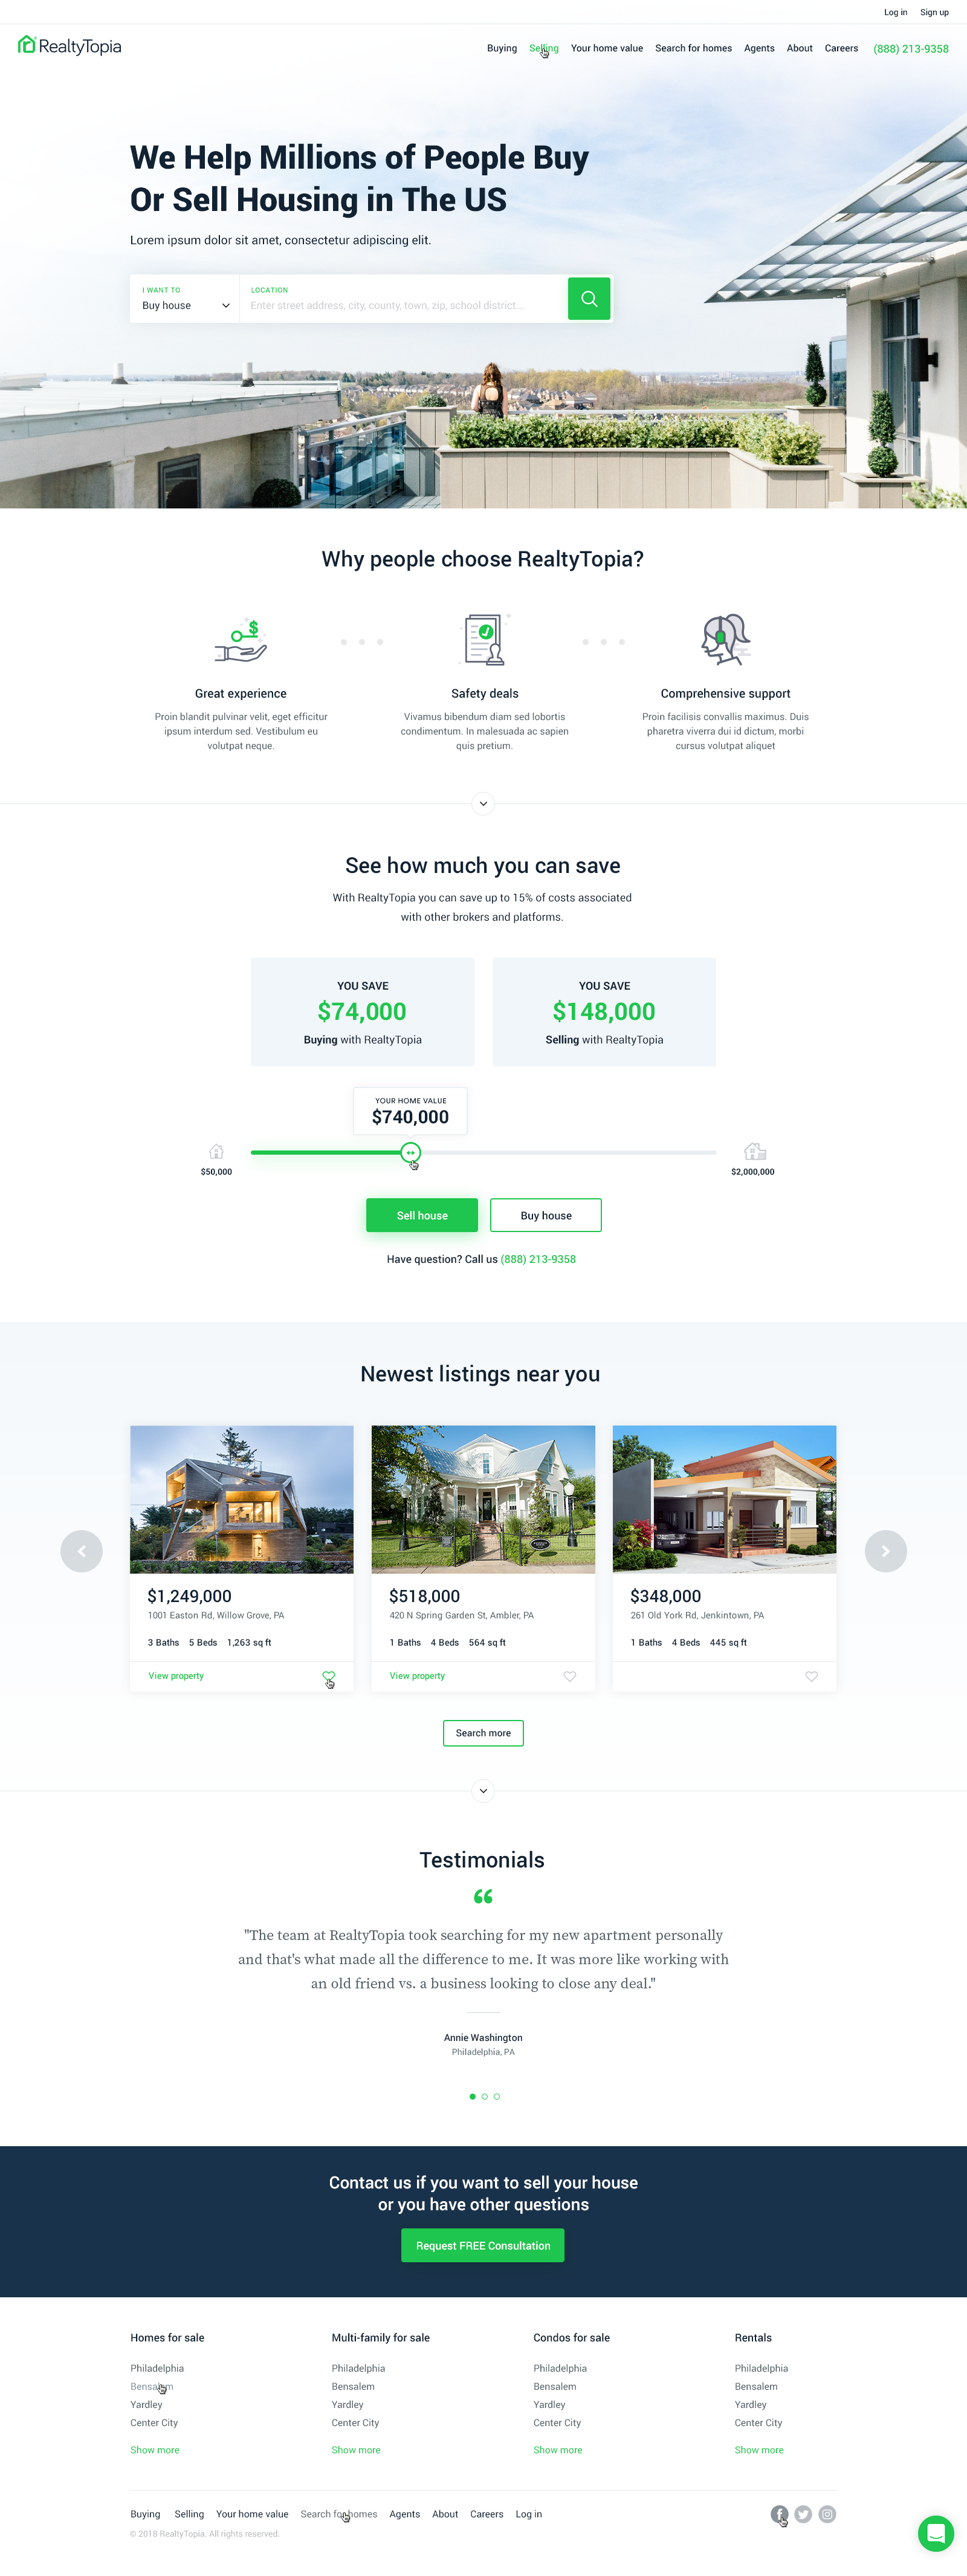 Log in Sign up
RealtyTopia
Buying Selling Your home value Search for homes Agents About Careers (888) 213-9358
We Help Millions of People Buy
Or Sell Housing in The US
Lorem ipsum dolor sit amet, consectetur adipiscing elit.
I WANT TO
Buy house
LOCATION
Enter street address, city, county, town, zip, school district...
Why people choose RealtyTopia?
Great experience
Proin blandit pulvinar velit, eget efficitur
ipsum interdum sed. Vestibulum eu
volutpat neque.
Safety deals
Vivamus bibendum diam sed lobortis
condimentum. In malesuada ac sapien
quis pretium.
Comprehensive support
Proin facilisis convallis maximus. Duis
pharetra viverra dui id dictum, morbi
cursus volutpat aliquet
See how much you can save
With RealtyTopia you can save up to 15% of costs associated
with other brokers and platforms.
YOU SAVE
$74,000
Buying with RealtyTopia
YOU SAVE
$148,000
Selling with RealtyTopia
YOUR HOME VALUE
$740,000
$50,000
$2,000,000
Sell house
Buy house
Have question? Call us (888) 213-9358
Newest listings near you
$1,249,000
1001 Easton Rd, Willow Grove, PA
3 Baths 5 Beds 1,263 sq ft
View property
$518,000
420 N Spring Garden St, Ambler, PA
1 Baths 4 Beds 564 sq ft
View property
$348,000
261 Old York Rd, Jenkintown, PA
1 Baths 4 Beds 445 sq ft
Search more
Testimonials
“
"The team at RealtyTopia took searching for my new apartment personally
and that's what made all the difference to me. It was more like working with
an old friend vs. a business looking to close any deal."
Annie Washington
Philadelphia, PA
Contact us if you want to sell your house
or you have other questions
Request FREE Consultation
Homes for sale
Philadelphia
Bensalem
Yardley
Center City
Show more
Multi-family for sale
Philadelphia
Bensalem
Yardley
Center City
Show more
Condos for sale
Philadelphia
Bensalem
Yardley
Center City
Show more
Rentals
Philadelphia
Bensalem
Yardley
Center City
Show more
Buying Selling Your home value Search for homes Agents About Careers Log in
© 2018 RealtyTopia. All rights reserved.